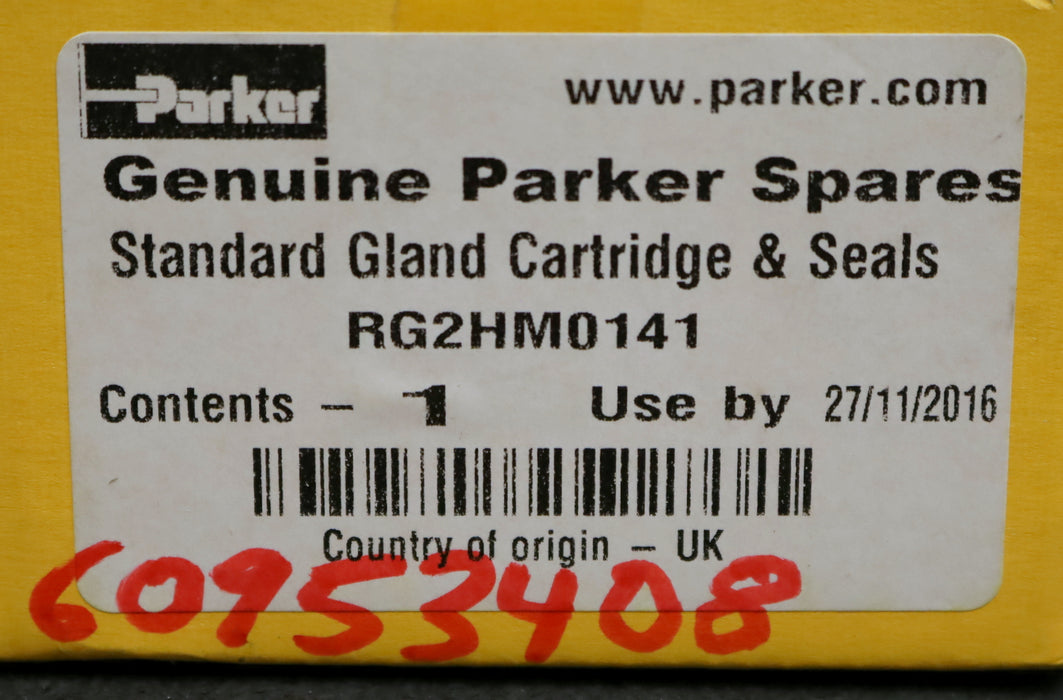 Parker
www.parker.com
Genuine Parker Spares
Standard Gland Cartridge & Seals
RG2HM0141
Contents – 1 Use by 27/11/2016
Country of origin – UK
60953408